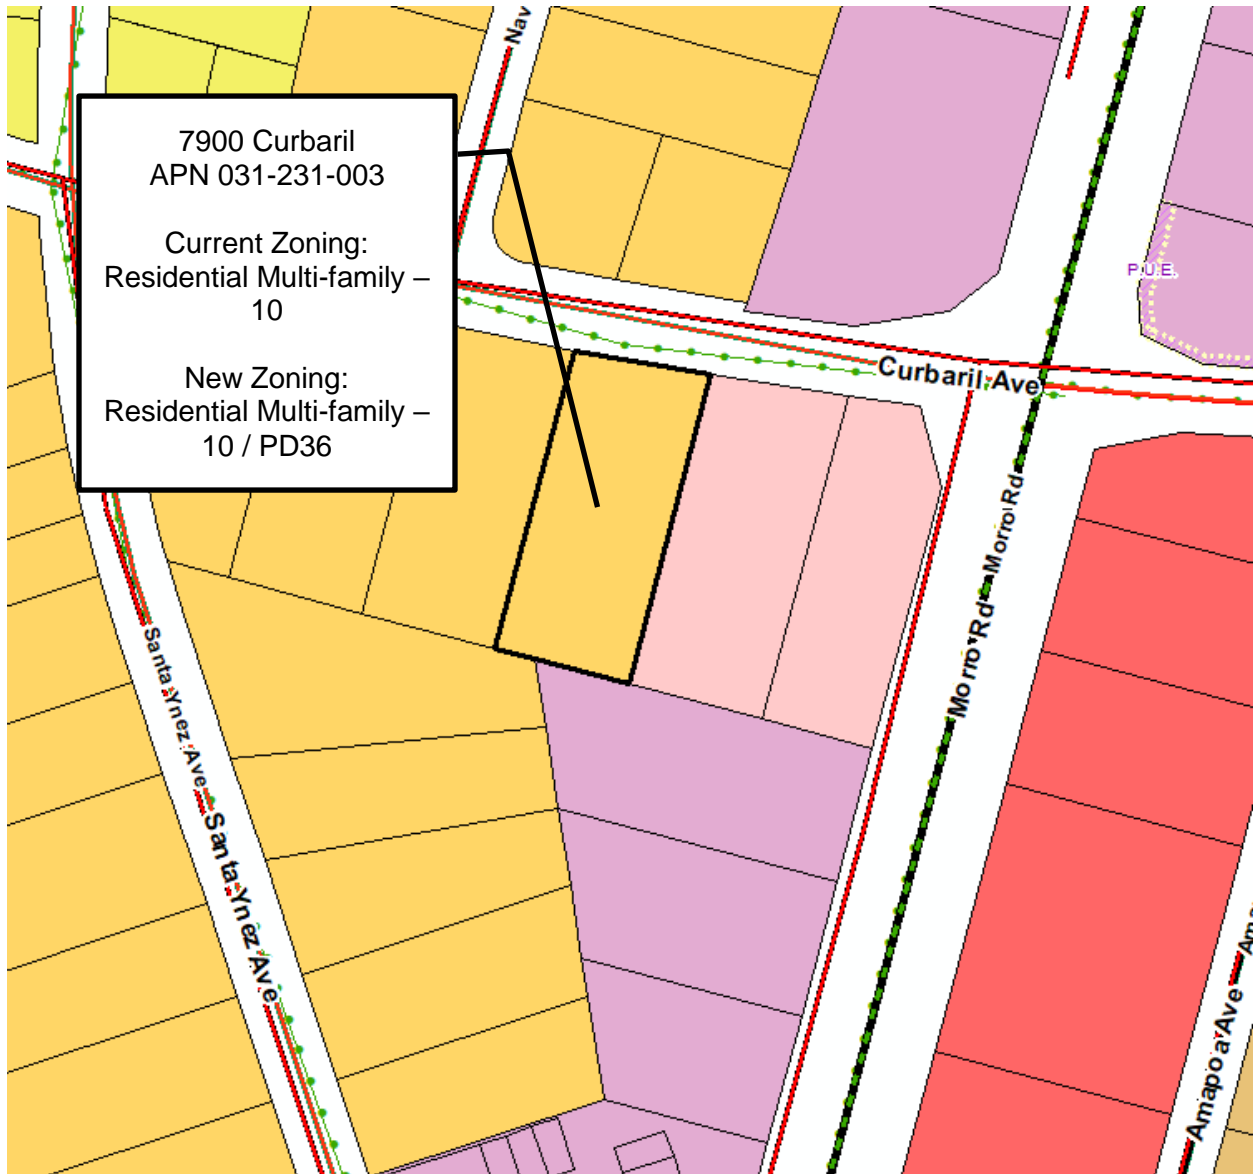 Nav
7900 Curbaril
APN 031-231-003
Current Zoning:
Residential Multi-family –
10
New Zoning:
Residential Multi-family –
10 / PD36
P.U.E.
Curbaril Ave
Morro Rd
Morro Rd
Santa Ynez Ave
Santa Ynez Ave
Amapoa Ave
Ama